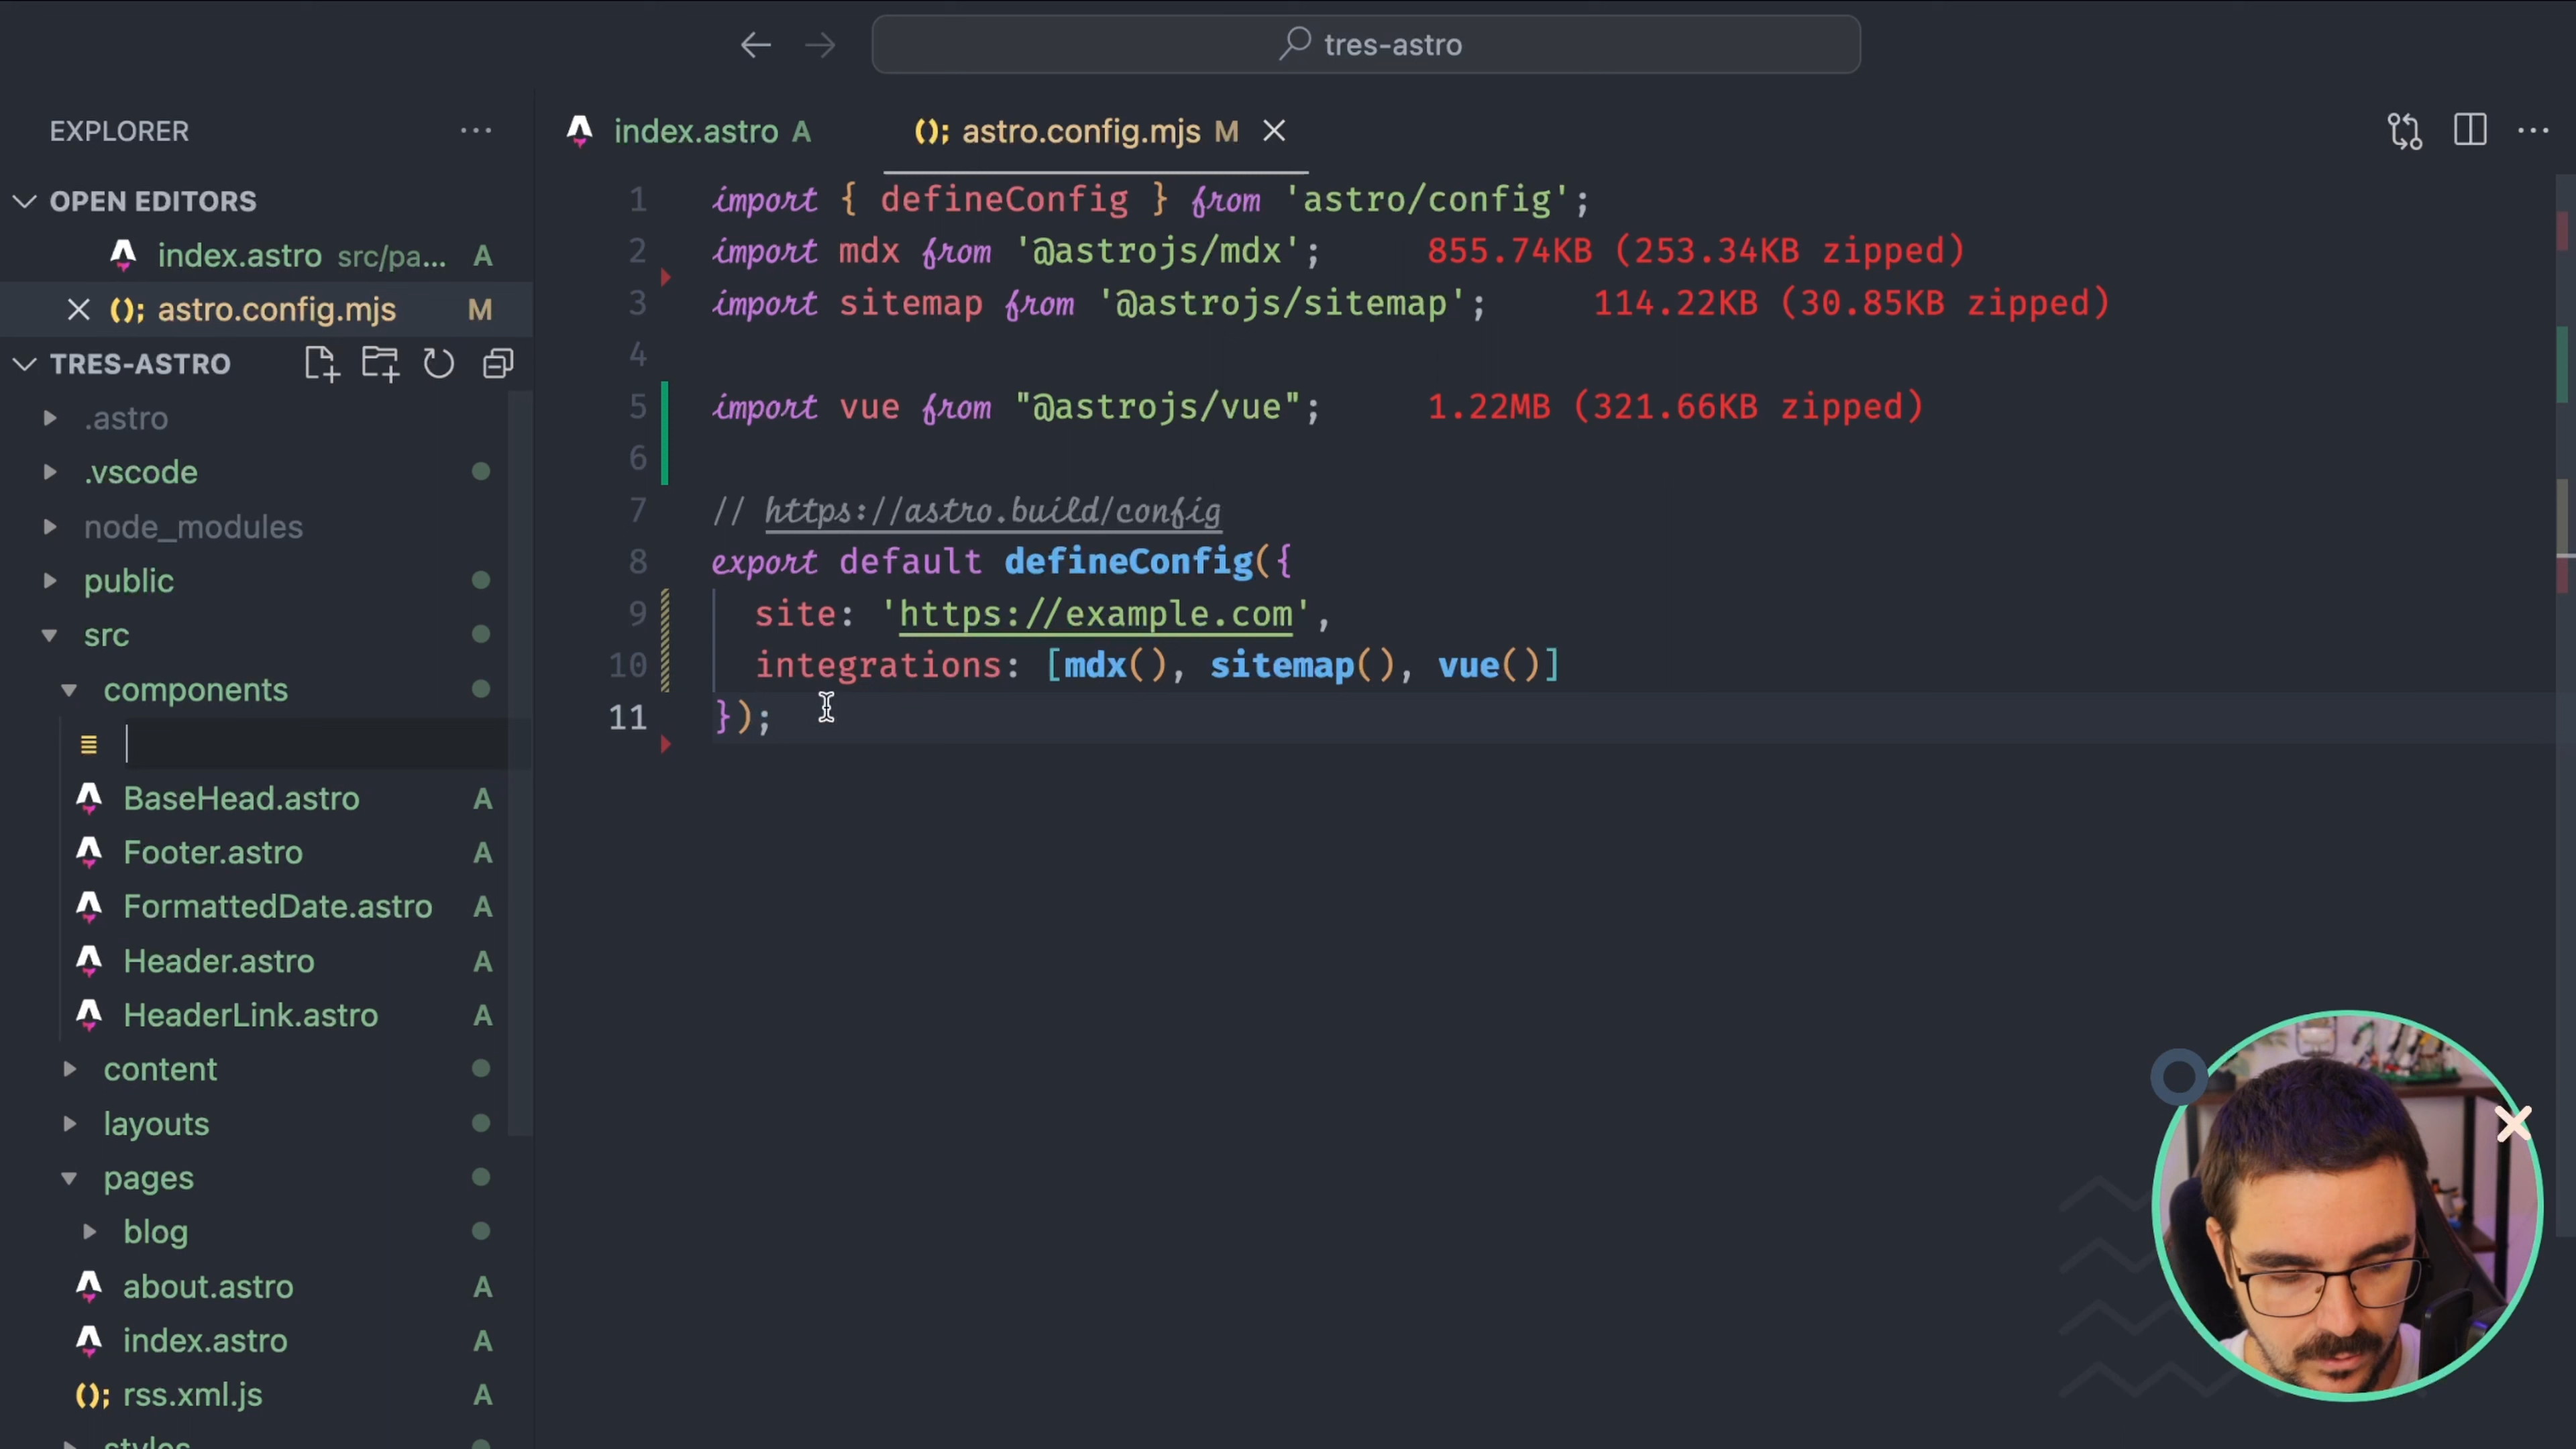 tres-astro
EXPLORER
index.astro A
astro.config.mjs M
OPEN EDITORS
index.astro src/pa... A
astro.config.mjs M
TRES-ASTRO
.astro
.vscode
node_modules
public
src
components
BaseHead.astro A
Footer.astro A
FormattedDate.astro A
Header.astro A
HeaderLink.astro A
content
layouts
pages
blog
about.astro A
index.astro A
rss.xml.js A
styles
1 import { defineConfig } from 'astro/config';
2 import mdx from '@astrojs/mdx'; 855.74KB (253.34KB zipped)
3 import sitemap from '@astrojs/sitemap'; 114.22KB (30.85KB zipped)
4
5 import vue from "@astrojs/vue"; 1.22MB (321.66KB zipped)
6
7 // https://astro.build/config
8 export default defineConfig({
9 site: 'https://example.com',
10 integrations: [mdx(), sitemap(), vue()]
11 });